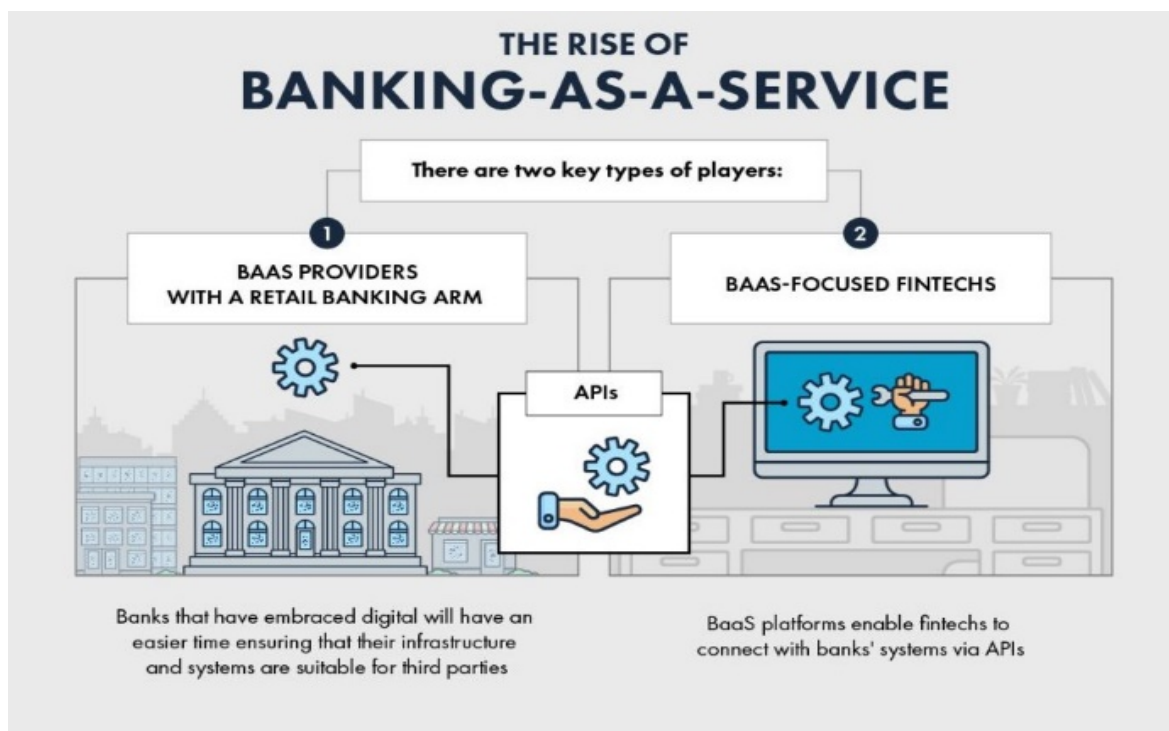 THE RISE OF
BANKING-AS-A-SERVICE
There are two key types of players:
1
BAAS PROVIDERS
WITH A RETAIL BANKING ARM
2
BAAS-FOCUSED FINTECHS
APIs
Banks that have embraced digital will have an
easier time ensuring that their infrastructure
and systems are suitable for third parties
BaaS platforms enable fintechs to
connect with banks' systems via APIs